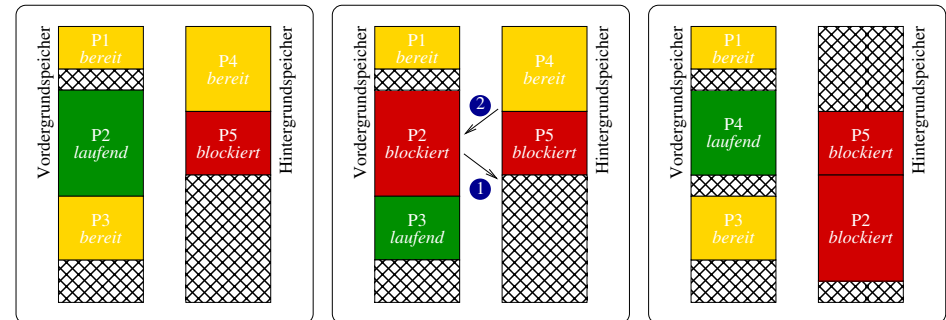 Vordergrundspeicher
P1
bereit
P2
laufend
P3
bereit
P4
bereit
P5
blockiert
Hintergrundspeicher
Vordergrundspeicher
P1
bereit
P2
blockiert
P3
laufend
2
1
P4
bereit
P5
blockiert
Hintergrundspeicher
Vordergrundspeicher
P1
bereit
P4
laufend
P3
bereit
P5
blockiert
P2
blockiert
Hintergrundspeicher